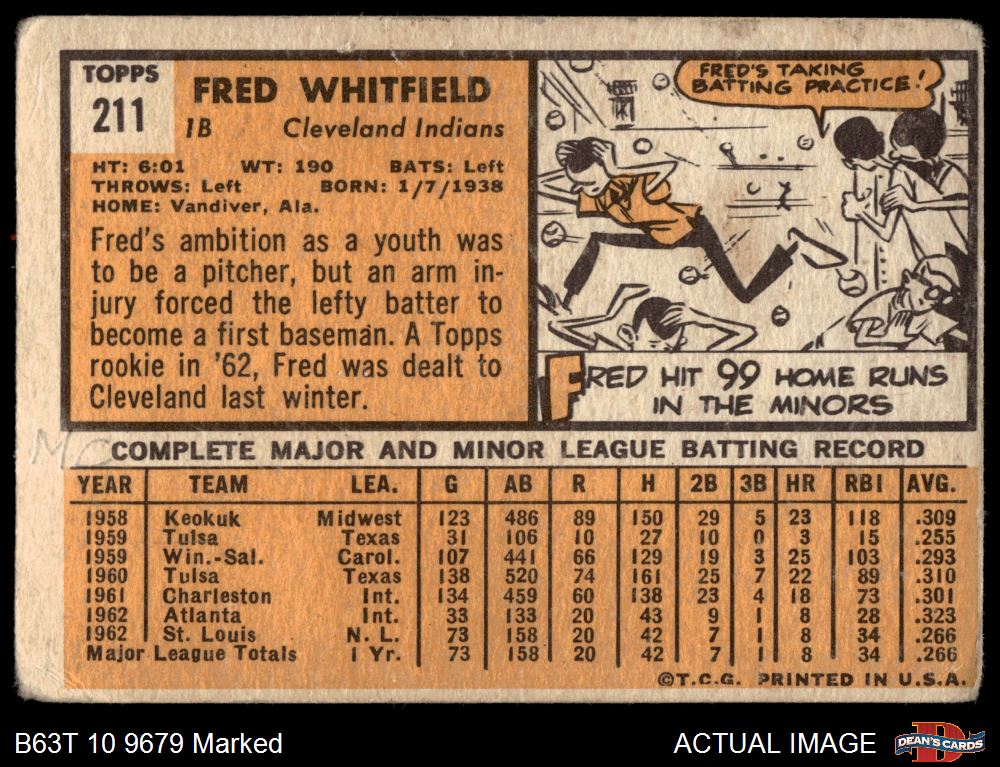 TOPPS
211
FRED WHITFIELD
1B Cleveland Indians
HT: 6:01 WT: 190 BATS: Left
THROWS: Left BORN: 1/7/1938
HOME: Vandiver, Ala.
Fred's ambition as a youth was
to be a pitcher, but an arm in-
jury forced the lefty batter to
become a first baseman. A Topps
rookie in '62, Fred was dealt to
Cleveland last winter.
FRED'S TAKING
BATTING PRACTICE!
FRED HIT 99 HOME RUNS
IN THE MINORS
COMPLETE MAJOR AND MINOR LEAGUE BATTING RECORD
YEAR TEAM LEA. G AB R H 2B 3B HR RBI AVG.
1958 Keokuk Midwest 123 486 89 150 29 5 23 118 .309
1959 Tulsa Texas 31 106 10 27 10 0 3 15 .255
1959 Win.-Sal. Carol. 107 441 66 129 19 3 25 103 .293
1960 Tulsa Texas 138 520 74 161 25 7 22 89 .310
1961 Charleston Int. 134 459 60 138 23 4 18 73 .301
1962 Atlanta Int. 33 133 20 43 9 1 8 28 .323
1962 St. Louis N. L. 73 158 20 42 7 1 8 34 .266
Major League Totals 1 Yr. 73 158 20 42 7 1 8 34 .266
©T.C.G. PRINTED IN U.S.A.
B63T 10 9679 Marked
ACTUAL IMAGE
DEAN'S CARDS